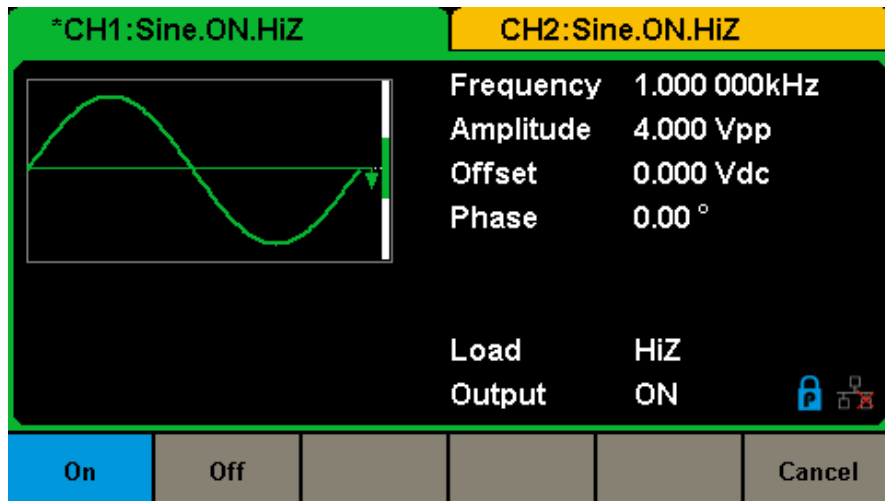 *CH1:Sine.ON.HiZ CH2:Sine.ON.HiZ
Frequency 1.000 000kHz
Amplitude 4.000 Vpp
Offset 0.000 Vdc
Phase 0.00 °
Load HiZ
Output ON P
On Off Cancel